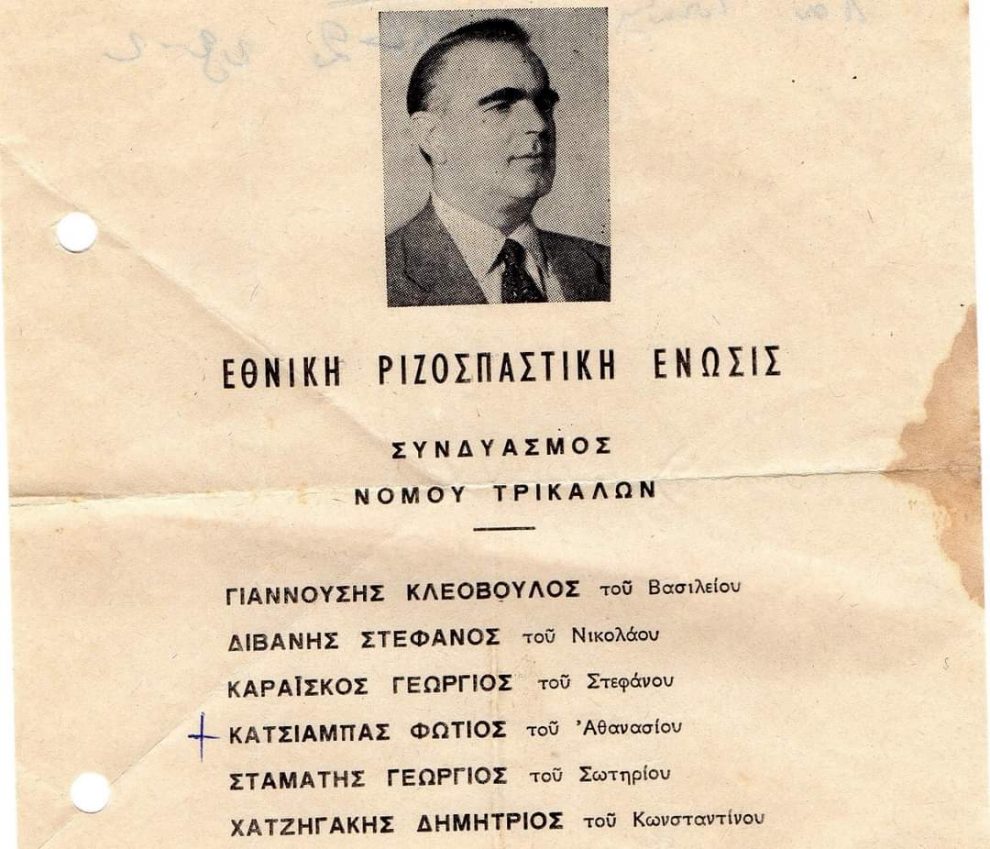 ΕΘΝΙΚΗ ΡΙΖΟΣΠΑΣΤΙΚΗ ΕΝΩΣΙΣ
ΣΥΝΔΥΑΣΜΟΣ
ΝΟΜΟΥ ΤΡΙΚΑΛΩΝ
ΓΙΑΝΝΟΥΣΗΣ ΚΛΕΟΒΟΥΛΟΣ τοῦ Βασιλείου
ΔΙΒΑΝΗΣ ΣΤΕΦΑΝΟΣ τοῦ Νικολάου
ΚΑΡΑΪΣΚΟΣ ΓΕΩΡΓΙΟΣ τοῦ Στεφάνου
ΚΑΤΣΙΑΜΠΑΣ ΦΩΤΙΟΣ τοῦ Ἀθανασίου
ΣΤΑΜΑΤΗΣ ΓΕΩΡΓΙΟΣ τοῦ Σωτηρίου
ΧΑΤΖΗΓΑΚΗΣ ΔΗΜΗΤΡΙΟΣ τοῦ Κωνσταντίνου